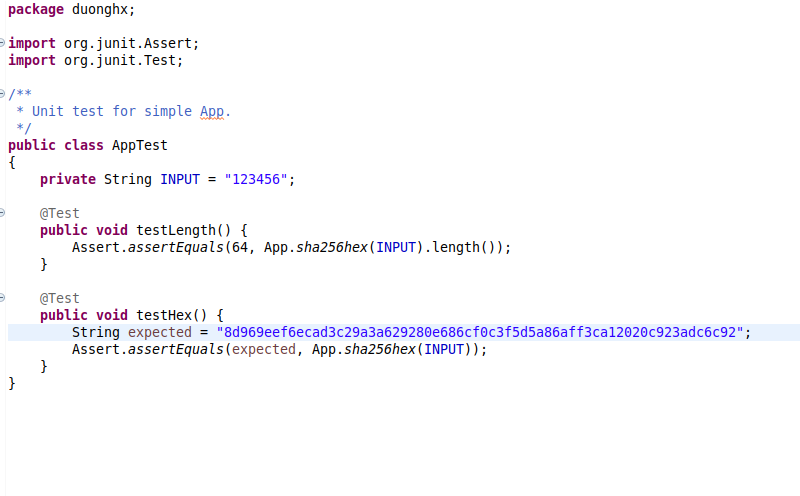 package duonghx;
import org.junit.Assert;
import org.junit.Test;
/**
 * Unit test for simple App.
 */
public class AppTest
{
    private String INPUT = "123456";
    @Test
    public void testLength() {
        Assert.assertEquals(64, App.sha256hex(INPUT).length());
    }
    @Test
    public void testHex() {
        String expected = "8d969eef6ecad3c29a3a629280e686cf0c3f5d5a86aff3ca12020c923adc6c92";
        Assert.assertEquals(expected, App.sha256hex(INPUT));
    }
}